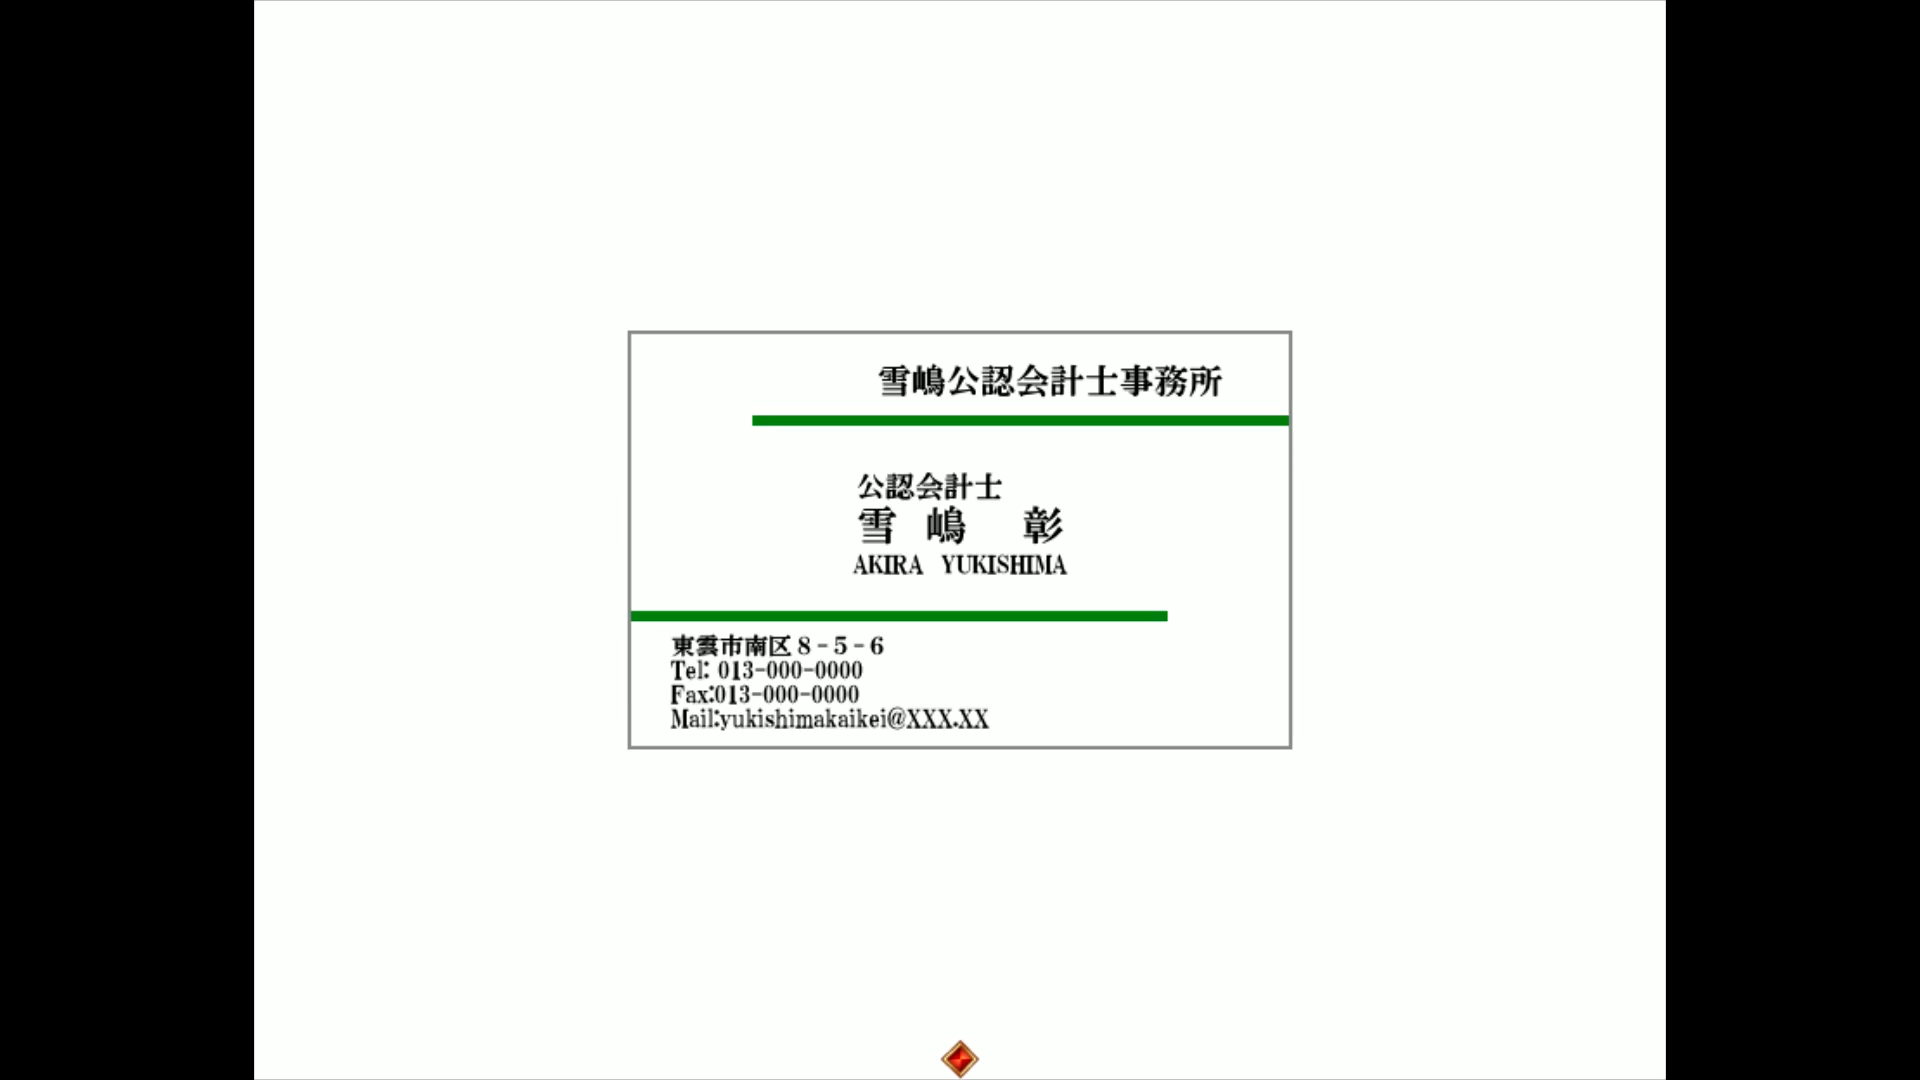 雪嶋公認会計士事務所
公認会計士
雪 嶋　彰
AKIRA YUKISHIMA
東雲市南区8-5-6
Tel: 013-000-0000
Fax:013-000-0000
Mail:yukishimakaikei@XXX.XX